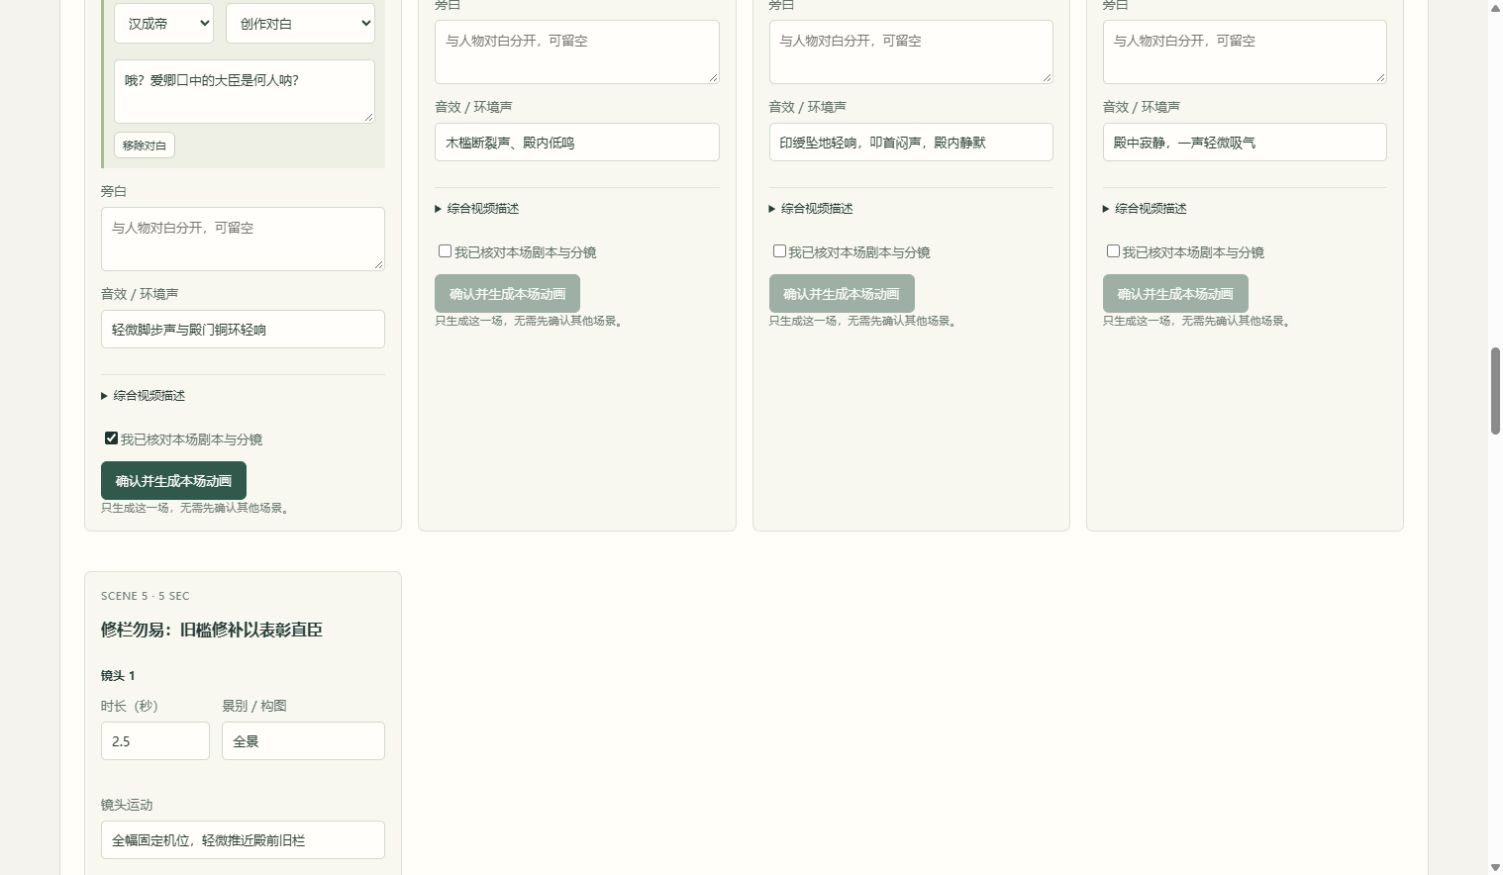 汉成帝
创作对白
哦？爱卿口中的大臣是何人呐？
移除对白
旁白
与人物对白分开，可留空
音效 / 环境声
轻微脚步声与殿门铜环轻响
综合视频描述
我已核对本场剧本与分镜
确认并生成本场动画
只生成这一场，无需先确认其他场景。
旁白
与人物对白分开，可留空
音效 / 环境声
木槛断裂声、殿内低鸣
综合视频描述
我已核对本场剧本与分镜
确认并生成本场动画
只生成这一场，无需先确认其他场景。
旁白
与人物对白分开，可留空
音效 / 环境声
印绶坠地轻响，叩首闷声，殿内静默
综合视频描述
我已核对本场剧本与分镜
确认并生成本场动画
只生成这一场，无需先确认其他场景。
旁白
与人物对白分开，可留空
音效 / 环境声
殿中寂静，一声轻微吸气
综合视频描述
我已核对本场剧本与分镜
确认并生成本场动画
只生成这一场，无需先确认其他场景。
SCENE 5 · 5 SEC
修栏勿易：旧槛修补以表彰直臣
镜头 1
时长（秒）
景别 / 构图
2.5
全景
镜头运动
全幅固定机位，轻微推近殿前旧栏